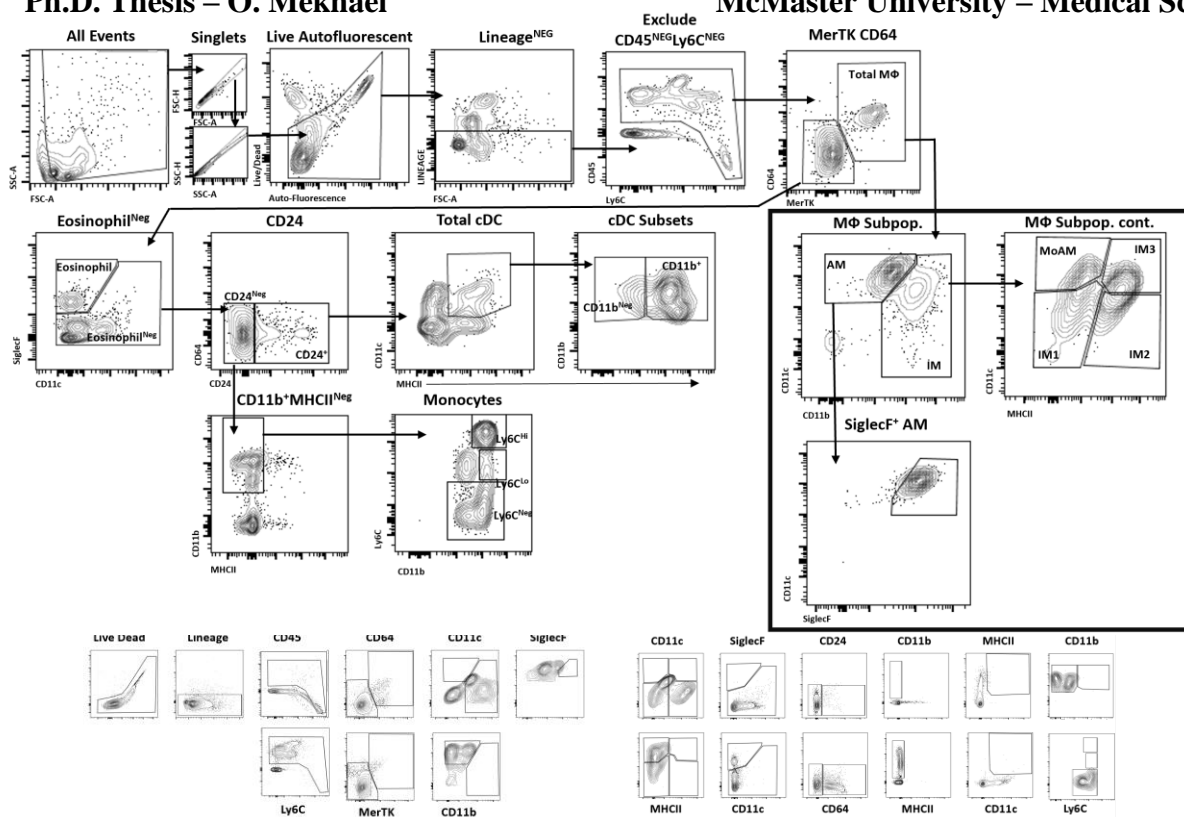 Ph.D. Thesis – O. Mekhael
McMaster University – Medical Sc
All Events
Singlets
Live Autofluorescent
Lineage^NEG
Exclude
CD45^NEG Ly6C^NEG
MerTK CD64
SSC-A
FSC-A
FSC-H
FSC-A
SSC-H
SSC-A
Live/Dead
Auto-Fluorescence
LINEAGE
FSC-A
CD45
Ly6C
Total MΦ
CD64
MerTK
Eosinophil^Neg
CD24
Total cDC
cDC Subsets
Eosinophil
Eosinophil^Neg
SiglecF
CD11c
CD24^Neg
CD24^+
CD64
CD24
CD11c
MHCII
CD11b^+
CD11b^Neg
CD11b
MΦ Subpop.
MΦ Subpop. cont.
AM
IM
CD11c
CD11b
MoAM
IM3
IM1
IM2
CD11c
MHCII
CD11b^+MHCII^Neg
Monocytes
CD11b
MHCII
Ly6C^Hi
Ly6C^Lo
Ly6C^Neg
Ly6C
CD11b
SiglecF^+ AM
CD11c
SiglecF
Live Dead
Lineage
CD45
CD64
CD11c
SiglecF
CD11c
SiglecF
CD24
CD11b
MHCII
CD11b
Ly6C
MerTK
CD11b
MHCII
CD11c
CD64
MHCII
CD11c
Ly6C